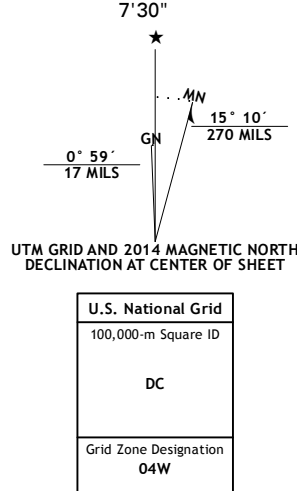 7'30"
★
MN
15° 10´
270 MILS
GN
0° 59´
17 MILS
UTM GRID AND 2014 MAGNETIC NORTH
DECLINATION AT CENTER OF SHEET
U.S. National Grid
100,000-m Square ID
DC
Grid Zone Designation
04W